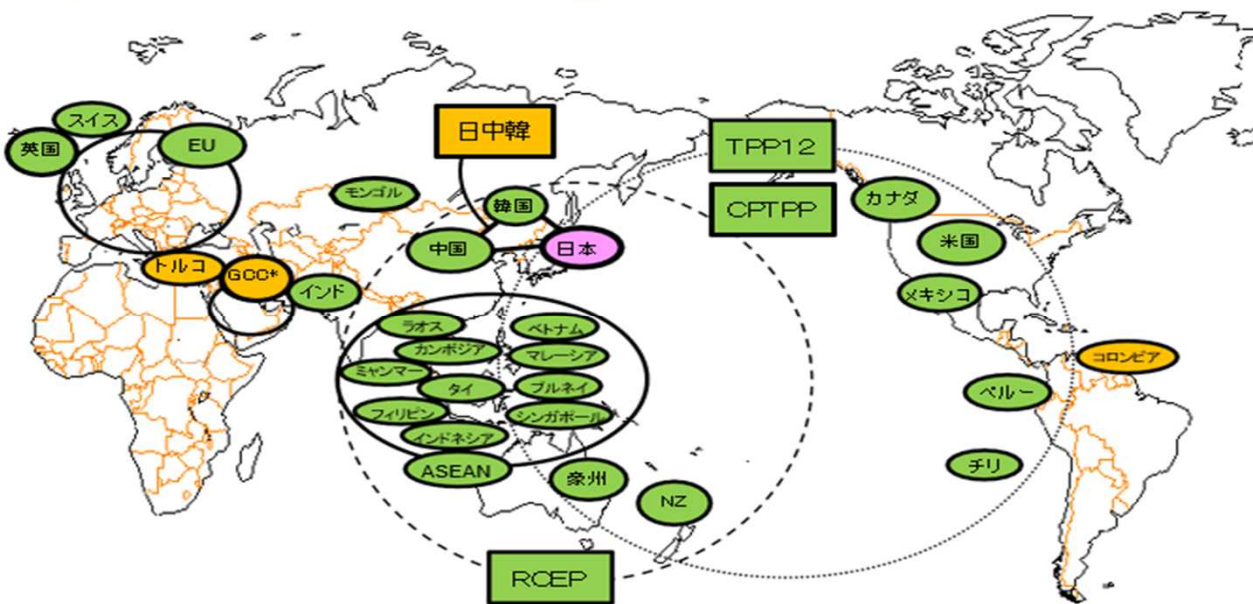 スイス
英国
EU
日中韓
TPP12
モンゴル
韓国
CPTPP
カナダ
中国
日本
米国
トルコ
GCC*
インド
メキシコ
ラオス
ベトナム
カンボジア
マレーシア
コロンビア
ミャンマー
タイ
ブルネイ
ペルー
フィリピン
シンガポール
インドネシア
チリ
ASEAN
豪州
NZ
RCEP